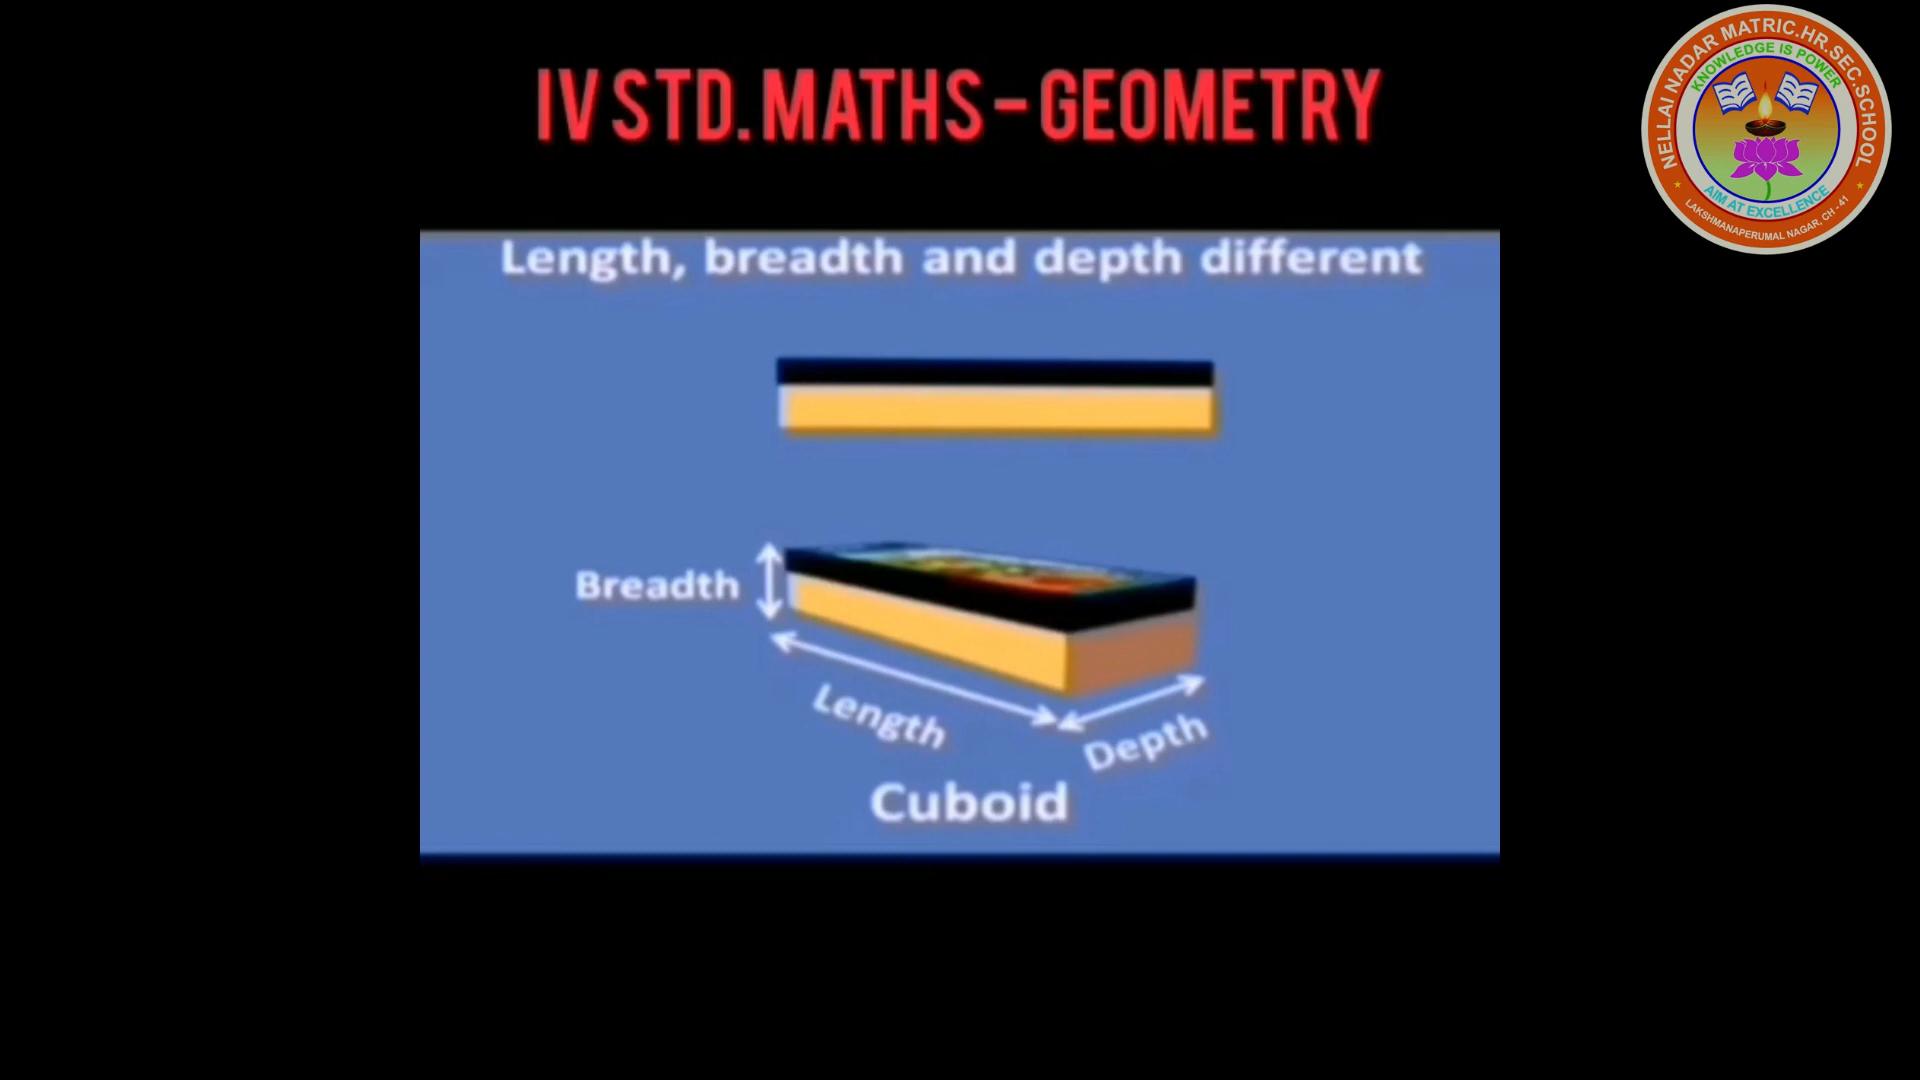 IV STD. MATHS – GEOMETRY
NELLAI NADAR MATRIC.HR.SEC.SCHOOL
KNOWLEDGE IS POWER
AIM AT EXCELLENCE
LAKSHMANAPERUMAL NAGAR, CH - 41
Length, breadth and depth different
Breadth
Length
Depth
Cuboid